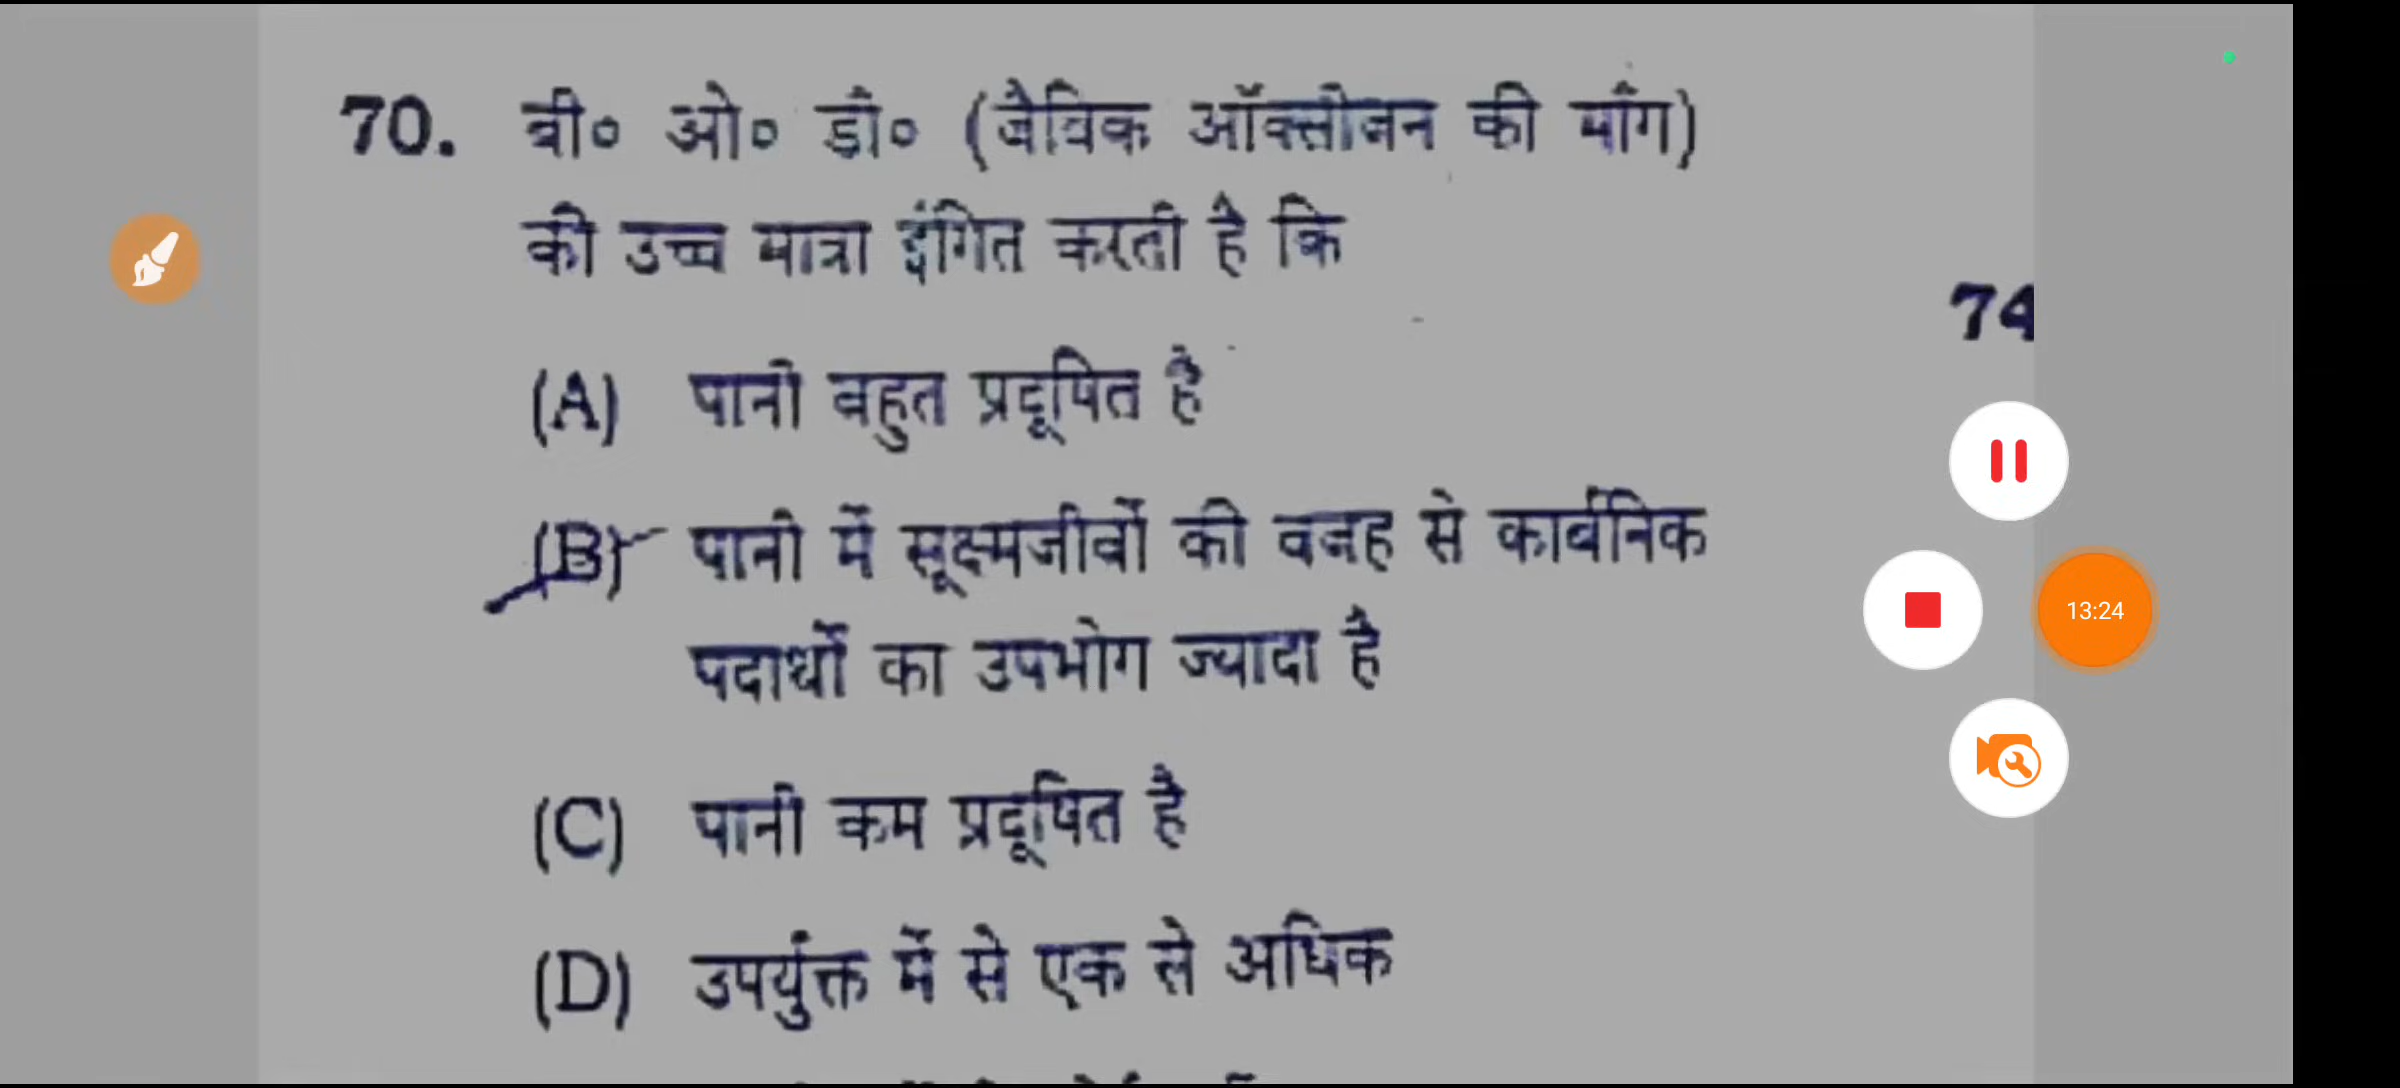 70. बी० ओ० डी० (जैविक ऑक्सीजन की माँग)
की उच्च मात्रा इंगित करती है कि
74
(A) पानी बहुत प्रदूषित है
(B) पानी में सूक्ष्मजीवों की वजह से कार्बनिक
पदार्थों का उपभोग ज्यादा है
13:24
(C) पानी कम प्रदूषित है
(D) उपर्युक्त में से एक से अधिक